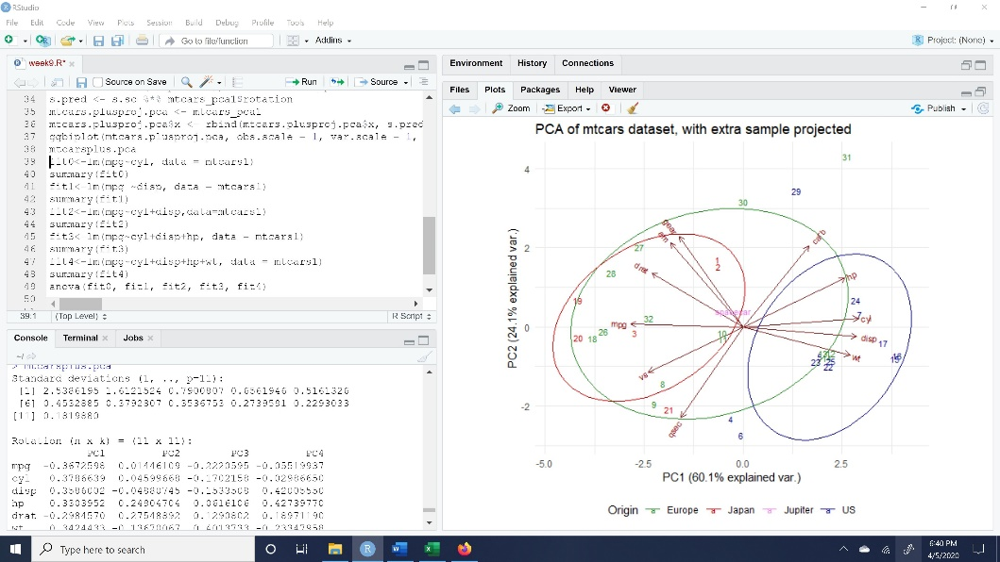 RStudio
File Edit Code View Plots Session Build Debug Profile Tools Help
Go to file/function Addins Project: (None)
week9.R*
Source on Save Run Source
34 s.pred <- s.sc %*% mtcars_pca1$rotation
35 mtcars.plusproj.pca <- mtcars_pca1
36 mtcars.plusproj.pca$x <- rbind(mtcars.plusproj.pca$x, s.pred
37 ggbiplot(mtcars.plusproj.pca, obs.scale = 1, var.scale = 1,
38 mtcarsplus.pca
39 fit0<-lm(mpg~cyl, data = mtcars1)
40 summary(fit0)
41 fit1<-lm(mpg ~disp, data = mtcars1)
42 summary(fit1)
43 fit2<-lm(mpg~cyl+disp,data=mtcars1)
44 summary(fit2)
45 fit3<-lm(mpg~cyl+disp+hp, data = mtcars1)
46 summary(fit3)
47 fit4<-lm(mpg~cyl+disp+hp+wt, data = mtcars1)
48 summary(fit4)
49 anova(fit0, fit1, fit2, fit3, fit4)
50
39:1 (Top Level) R Script
Console Terminal Jobs
~/
> mtcarsplus.pca
Standard deviations (1, .., p=11):
[1] 2.5386195 1.6121524 0.7900807 0.6561946 0.5161326
[6] 0.4532885 0.3792807 0.3536753 0.2739581 0.2293033
[11] 0.1819880
Rotation (n x k) = (11 x 11):
PC1 PC2 PC3 PC4
mpg -0.3672596 0.01446109 -0.2220595 -0.05519937
cyl 0.3786639 0.04599668 -0.1702158 -0.02986650
disp 0.3586002 -0.04880745 -0.1533508 0.42005550
hp 0.3303952 0.24904704 0.0616106 0.42739770
drat -0.2984570 0.27548892 0.1290802 0.18971190
wt 0.3424433 -0.13670067 0.4013733 -0.23347958
Environment History Connections
Files Plots Packages Help Viewer
Zoom Export Publish
PCA of mtcars dataset, with extra sample projected
PC2 (24.1% explained var.)
4
2
0
-2
31
29
30
gear
am
carb
27
1
2
drat
28
hp
19
24
7
cyl
32
spacecar
mpg
3
26
18
20
10
11
disp
17
wt
16
15
23
25
22
vs
8
9
21
qsec
4
6
-5.0 -2.5 0.0 2.5
PC1 (60.1% explained var.)
Origin a Europe a Japan a Jupiter a US
Type here to search
6:40 PM
4/5/2020